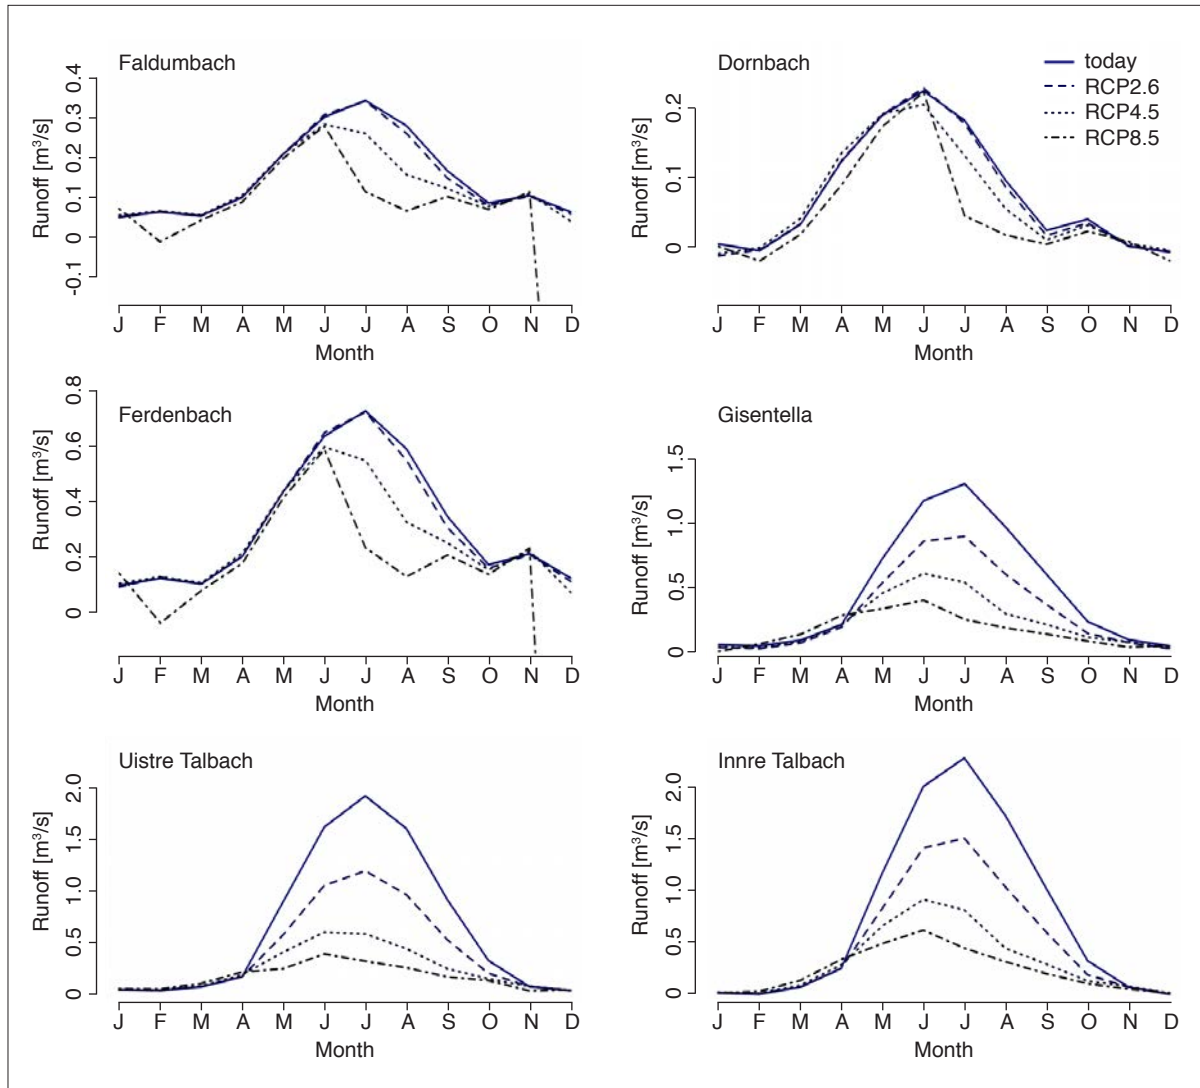 Faldumbach
Runoff [m³/s]
0.4
0.3
0.2
0.1
0
-0.1
J F M A M J J A S O N D
Month
Dornbach
today
RCP2.6
RCP4.5
RCP8.5
Runoff [m³/s]
0.2
0.1
0
J F M A M J J A S O N D
Month
Ferdenbach
Runoff [m³/s]
0.8
0.6
0.4
0.2
0
J F M A M J J A S O N D
Month
Gisentella
Runoff [m³/s]
1.5
1.0
0.5
0
J F M A M J J A S O N D
Month
Uistre Talbach
Runoff [m³/s]
2.0
1.5
1.0
0.5
0
J F M A M J J A S O N D
Month
Innre Talbach
Runoff [m³/s]
2.0
1.5
1.0
0.5
0
J F M A M J J A S O N D
Month